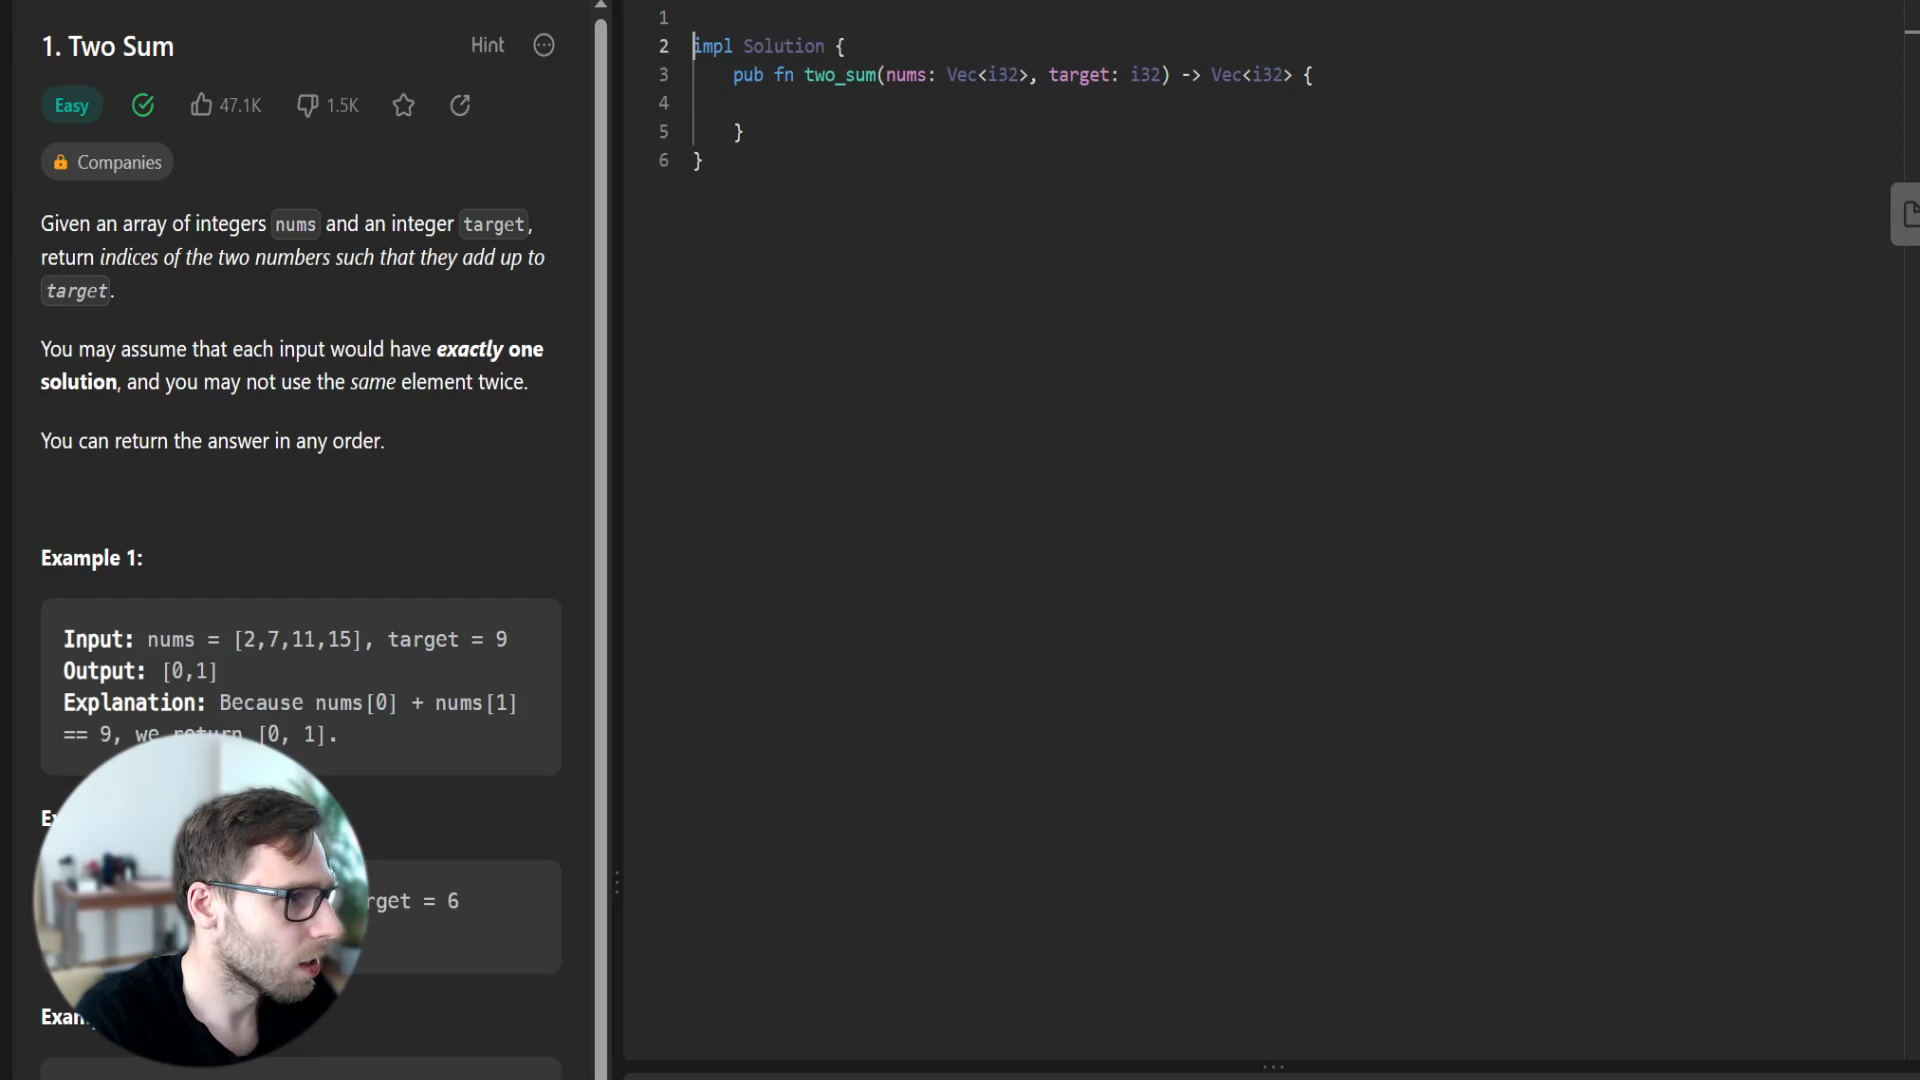 1. Two Sum
Hint
Easy
47.1K
1.5K
Companies
Given an array of integers nums and an integer target,
return indices of the two numbers such that they add up to
target.
You may assume that each input would have exactly one
solution, and you may not use the same element twice.
You can return the answer in any order.
Example 1:
Input: nums = [2,7,11,15], target = 9
Output: [0,1]
Explanation: Because nums[0] + nums[1]
== 9, we return [0, 1].
= 6
1
2 impl Solution {
3 pub fn two_sum(nums: Vec<i32>, target: i32) -> Vec<i32> {
4
5 }
6 }